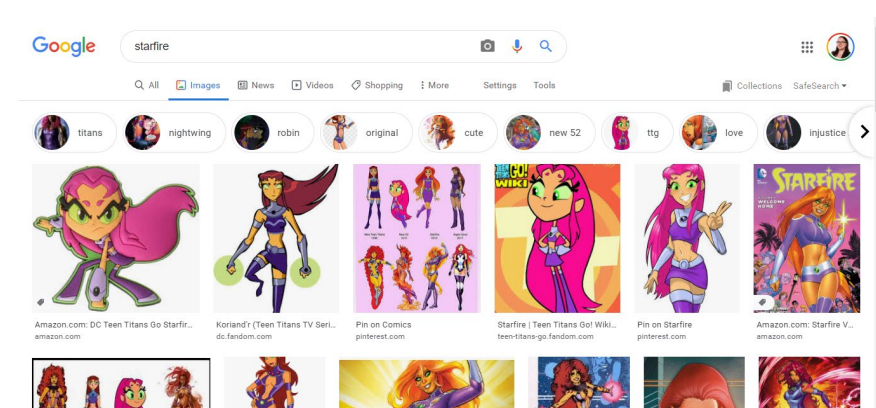 Google
starfire
All
Images
News
Videos
Shopping
More
Settings
Tools
Collections
SafeSearch
titans
nightwing
robin
original
cute
new 52
ttg
love
injustice
TEEN TITANS GO!
WIKI
STARFIRE
WELCOME HOME
Amazon.com: DC Teen Titans Go Starfir...
amazon.com
Koriand'r (Teen Titans TV Seri...
dc.fandom.com
Pin on Comics
pinterest.com
Starfire | Teen Titans Go! Wiki...
teen-titans-go.fandom.com
Pin on Starfire
pinterest.com
Amazon.com: Starfire V...
amazon.com